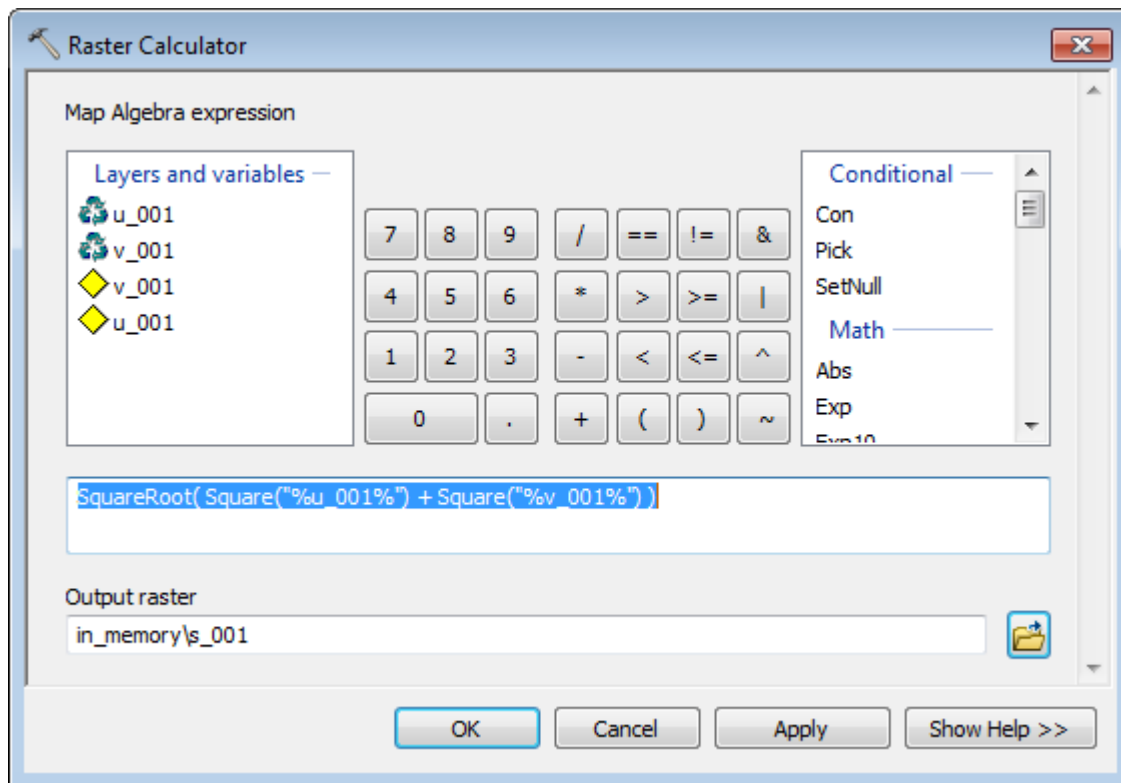 Raster Calculator
Map Algebra expression
Layers and variables
u_001
v_001
v_001
u_001
7 8 9 / == != &
4 5 6 * > >= |
1 2 3 - < <= ^
0 . + ( ) ~
Conditional
Con
Pick
SetNull
Math
Abs
Exp
Exp10
SquareRoot( Square("%u_001%") + Square("%v_001%") )
Output raster
in_memory\s_001
OK Cancel Apply Show Help >>